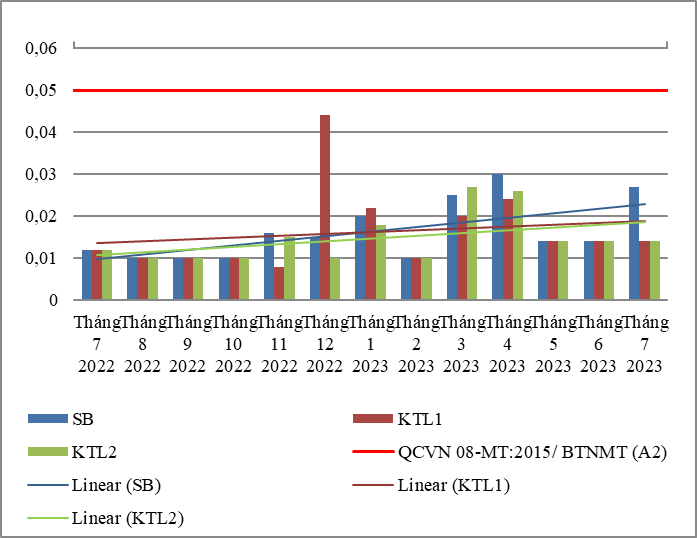 0,06
0,05
0,04
0,03
0,02
0,01
0
Tháng Tháng Tháng Tháng Tháng Tháng Tháng Tháng Tháng Tháng Tháng Tháng Tháng
7 8 9 10 11 12 1 2 3 4 5 6 7
2022 2022 2022 2022 2022 2022 2023 2023 2023 2023 2023 2023 2023
SB KTL1
KTL2 QCVN 08-MT:2015/ BTNMT (A2)
Linear (SB) Linear (KTL1)
Linear (KTL2)